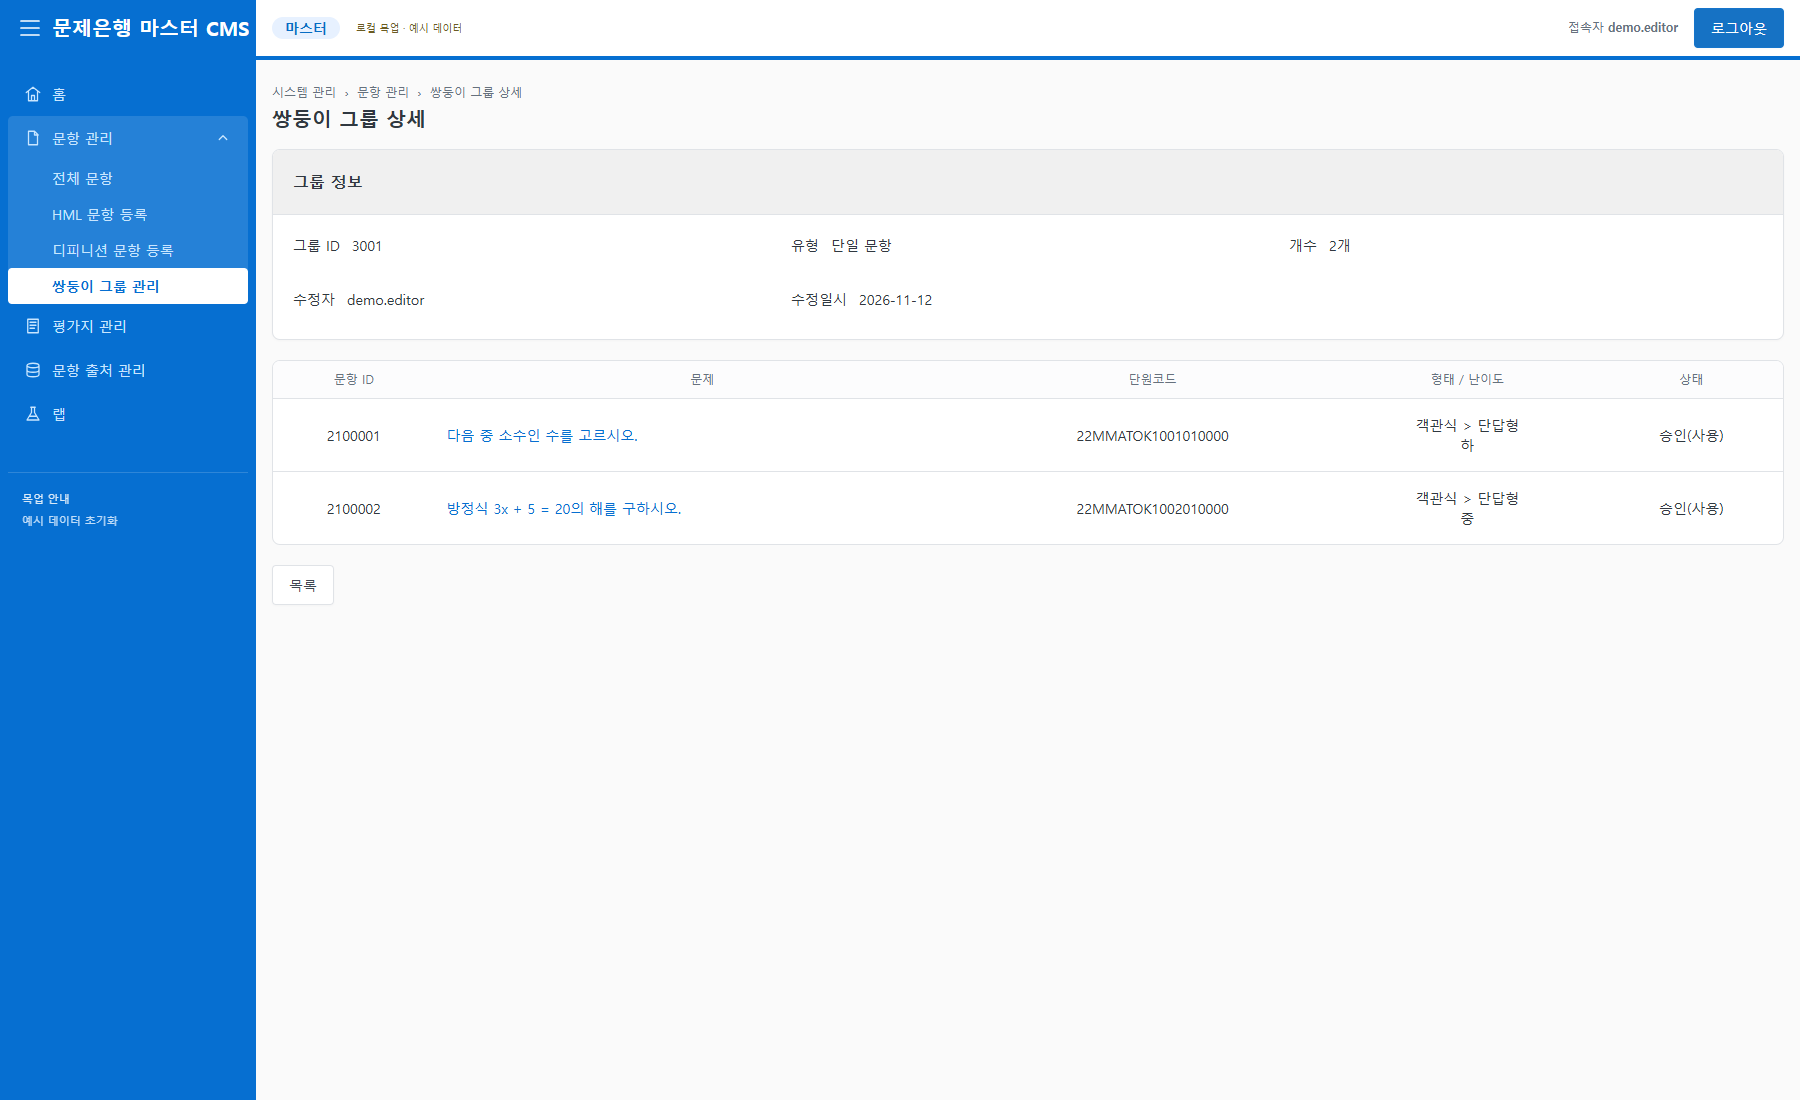 문제은행 마스터 CMS
마스터
로컬 목업 · 예시 데이터
접속자 demo.editor
로그아웃
홈
문항 관리
전체 문항
HML 문항 등록
디피니션 문항 등록
쌍둥이 그룹 관리
평가지 관리
문항 출처 관리
랩
목업 안내
예시 데이터 초기화
시스템 관리 › 문항 관리 › 쌍둥이 그룹 상세
쌍둥이 그룹 상세
그룹 정보
그룹 ID 3001
유형 단일 문항
개수 2개
수정자 demo.editor
수정일시 2026-11-12
문항 ID 문제 단원코드 형태 / 난이도 상태
2100001 다음 중 소수인 수를 고르시오. 22MMATOK1001010000 객관식 > 단답형 승인(사용)
하
2100002 방정식 3x + 5 = 20의 해를 구하시오. 22MMATOK1002010000 객관식 > 단답형 승인(사용)
중
목록